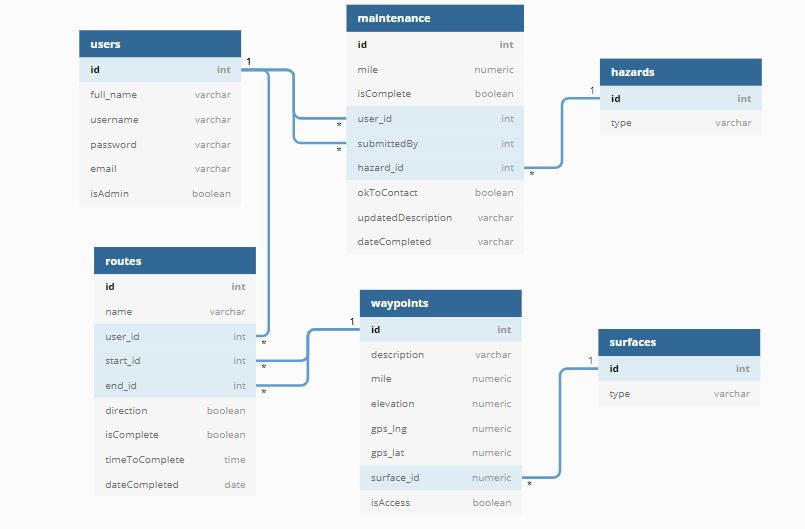 users
id int
full_name varchar
username varchar
password varchar
email varchar
isAdmin boolean
1
maintenance
id int
mile numeric
isComplete boolean
user_id int
*
submittedBy int
*
hazard_id int
*
okToContact boolean
updatedDescription varchar
dateCompleted varchar
hazards
1
id int
type varchar
routes
id int
name varchar
user_id int
*
start_id int
*
end_id int
*
direction boolean
isComplete boolean
timeToComplete time
dateCompleted date
waypoints
1
id int
description varchar
mile numeric
elevation numeric
gps_lng numeric
gps_lat numeric
surface_id numeric
*
isAccess boolean
surfaces
1
id int
type varchar